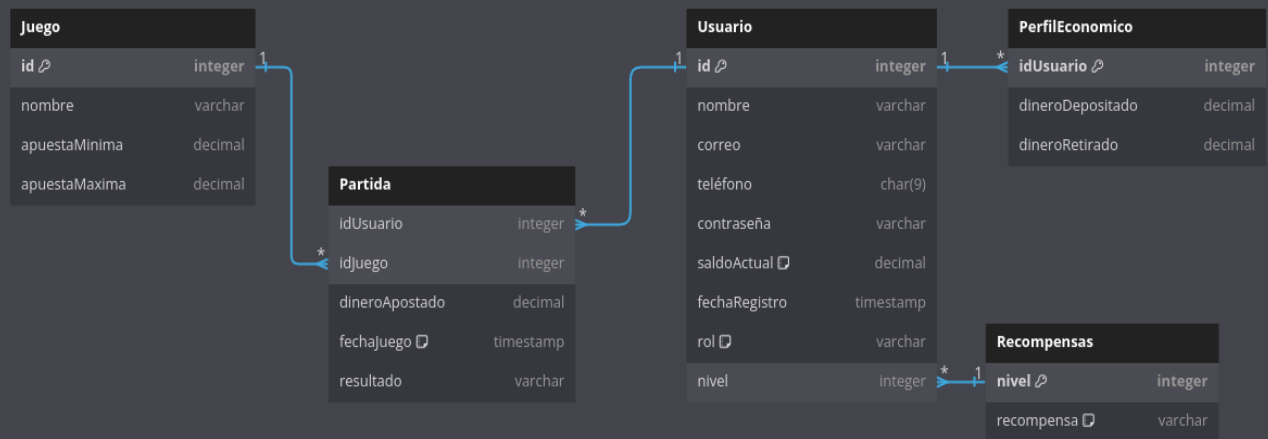 Juego
id integer
nombre varchar
apuestaMinima decimal
apuestaMaxima decimal
1
*
Partida
idUsuario integer
idJuego integer
dineroApostado decimal
fechaJuego timestamp
resultado varchar
*
1
Usuario
id integer
nombre varchar
correo varchar
teléfono char(9)
contraseña varchar
saldoActual decimal
fechaRegistro timestamp
rol varchar
nivel integer
1
*
PerfilEconomico
idUsuario integer
dineroDepositado decimal
dineroRetirado decimal
*
1
Recompensas
nivel integer
recompensa varchar